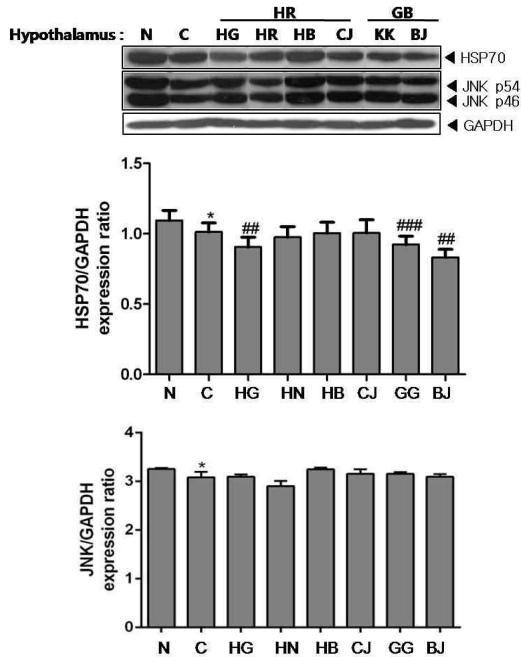 HR GB
Hypothalamus : N C HG HR HB CJ KK BJ
◄ HSP70
◄ JNK p54
◄ JNK p46
◄ GAPDH
HSP70/GAPDH
expression ratio
1.5
1.0
0.5
0.0
* ## ### ##
N C HG HN HB CJ GG BJ
JNK/GAPDH
expression ratio
4
3
2
1
0
*
N C HG HN HB CJ GG BJ